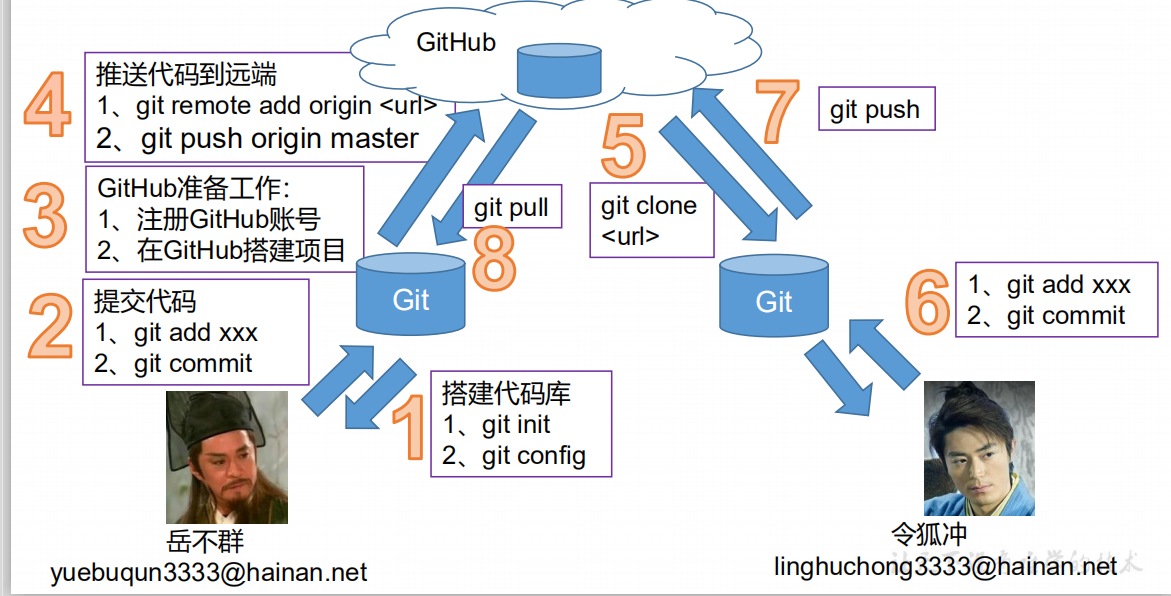 GitHub
4
推送代码到远端
1、git remote add origin <url>
2、git push origin master
3
GitHub准备工作:
1、注册GitHub账号
2、在GitHub搭建项目
2
提交代码
1、git add xxx
2、git commit
1
搭建代码库
1、git init
2、git config
Git
git pull
8
5
git clone
<url>
7
git push
Git
6
1、git add xxx
2、git commit
岳不群
yuebuqun3333@hainan.net
令狐冲
linghuchong3333@hainan.net